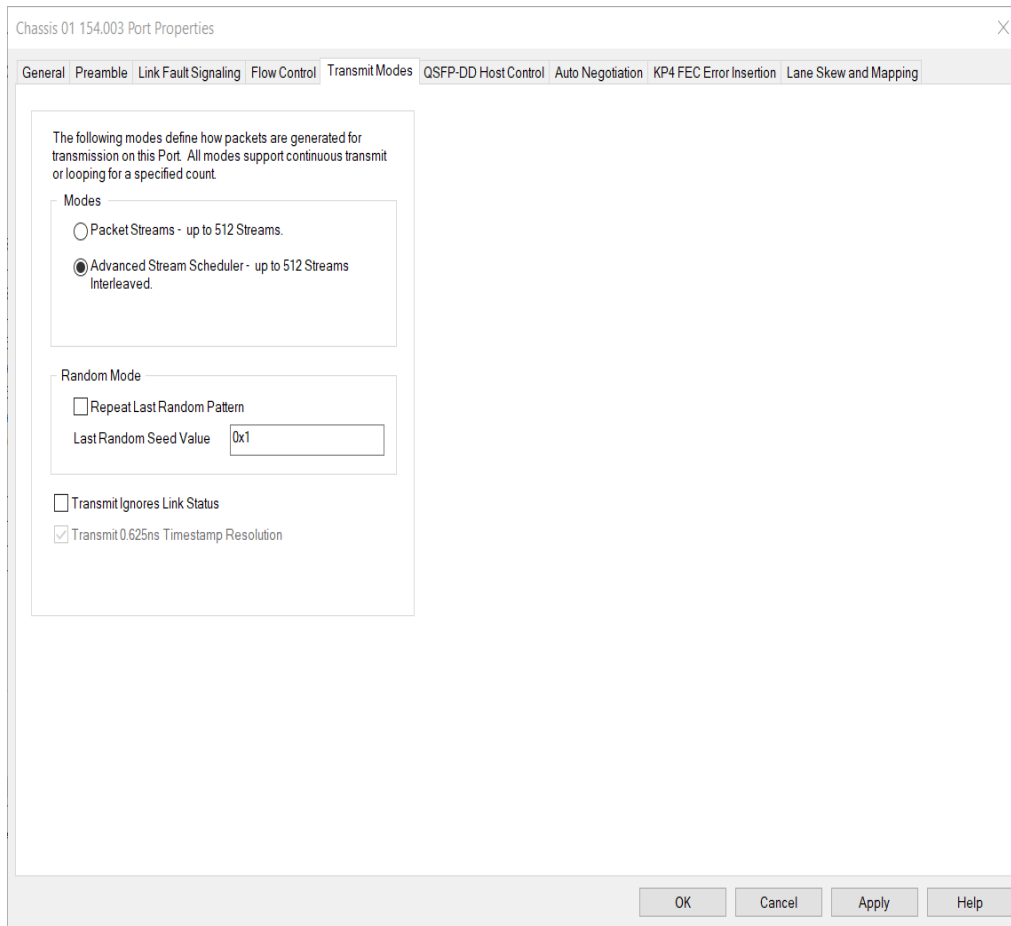 Chassis 01 154.003 Port Properties
General Preamble Link Fault Signaling Flow Control Transmit Modes QSFP-DD Host Control Auto Negotiation KP4 FEC Error Insertion Lane Skew and Mapping
The following modes define how packets are generated for
transmission on this Port. All modes support continuous transmit
or looping for a specified count.
Modes
Packet Streams - up to 512 Streams.
Advanced Stream Scheduler - up to 512 Streams
Interleaved.
Random Mode
Repeat Last Random Pattern
Last Random Seed Value 0x1
Transmit Ignores Link Status
Transmit 0.625ns Timestamp Resolution
OK Cancel Apply Help